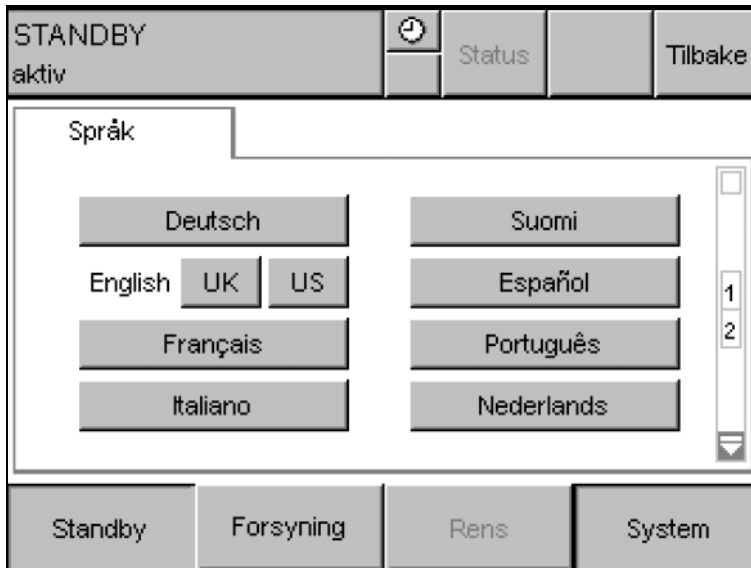 STANDBY
aktiv
Status
Tilbake
Språk
Deutsch
Suomi
English UK US
Español
Français
Português
Italiano
Nederlands
1
2
Standby
Forsyning
Rens
System